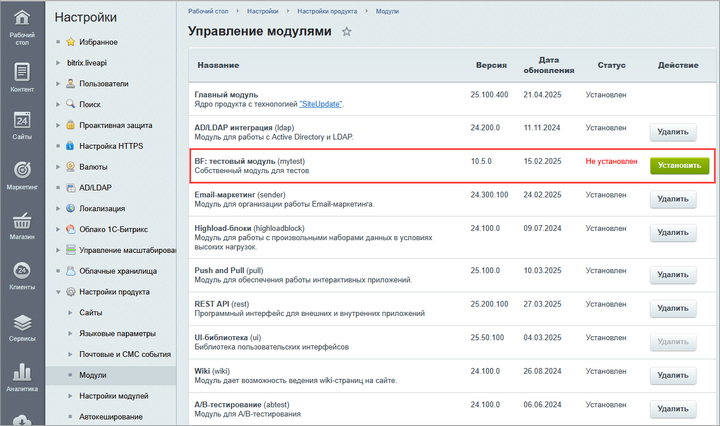 Рабочий стол
Контент
24
Сайты
Маркетинг
Магазин
24
Клиенты
Сервисы
Аналитика
Настройки
Избранное
bitrix.liveapi
Пользователи
Поиск
Проактивная защита
Настройка HTTPS
Валюты
AD/LDAP
Локализация
Облако 1С-Битрикс
Управление масштабирован
Облачные хранилища
Настройки продукта
Сайты
Языковые параметры
Почтовые и СМС события
Модули
Настройки модулей
Автокеширование
Рабочий стол Настройки Настройки продукта Модули
Управление модулями
Название Версия Дата обновления Статус Действие
Главный модуль 25.100.400 21.04.2025 Установлен
Ядро продукта с технологией "SiteUpdate".
AD/LDAP интеграция (ldap) 24.200.0 11.11.2024 Установлен Удалить
Модуль для работы с Active Directory и LDAP.
BF: тестовый модуль (mytest) 10.5.0 15.02.2025 Не установлен Установить
Собственный модуль для тестов
Email-маркетинг (sender) 24.300.100 24.02.2025 Установлен Удалить
Модуль для организации работы Email-маркетинга.
Highload-блоки (highloadblock) 24.100.0 09.07.2024 Установлен Удалить
Модуль для работы с произвольными наборами данных в условиях
высоких нагрузок.
Push and Pull (pull) 25.100.0 10.03.2025 Установлен Удалить
Модуль для обеспечения работы интерактивных приложений.
REST API (rest) 25.200.100 27.03.2025 Установлен Удалить
Программный интерфейс для внешних и внутренних приложений
UI-библиотека (ui) 25.50.100 04.03.2025 Установлен Удалить
Библиотека пользовательских интерфейсов
Wiki (wiki) 24.100.0 26.08.2024 Установлен Удалить
Модуль дает возможность ведения wiki-страниц на сайте.
A/B-тестирование (abtest) 24.100.0 06.06.2024 Установлен Удалить
Модуль для A/B-тестирования